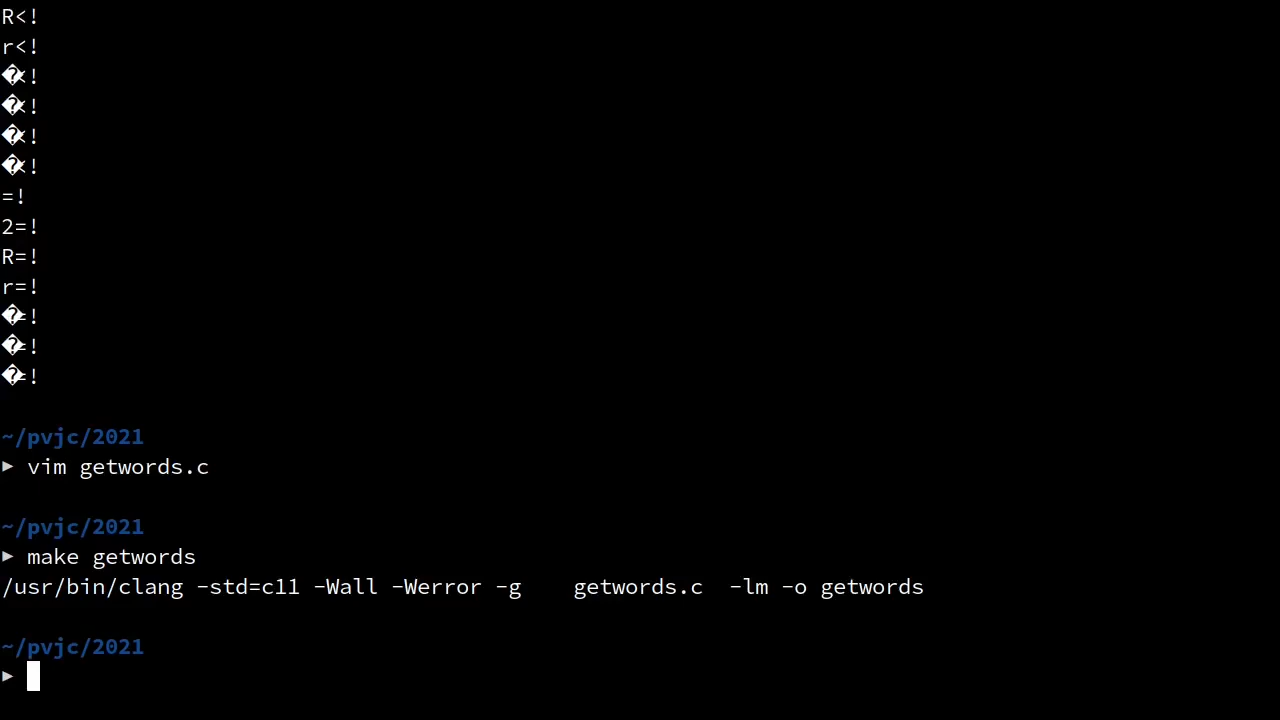 R<!
r<!
�<!
�<!
�<!
�<!
=!
2=!
R=!
r=!
�=!
�=!
�=!
~/pvjc/2021
▶ vim getwords.c
~/pvjc/2021
▶ make getwords
/usr/bin/clang -std=c11 -Wall -Werror -g    getwords.c  -lm -o getwords
~/pvjc/2021
▶